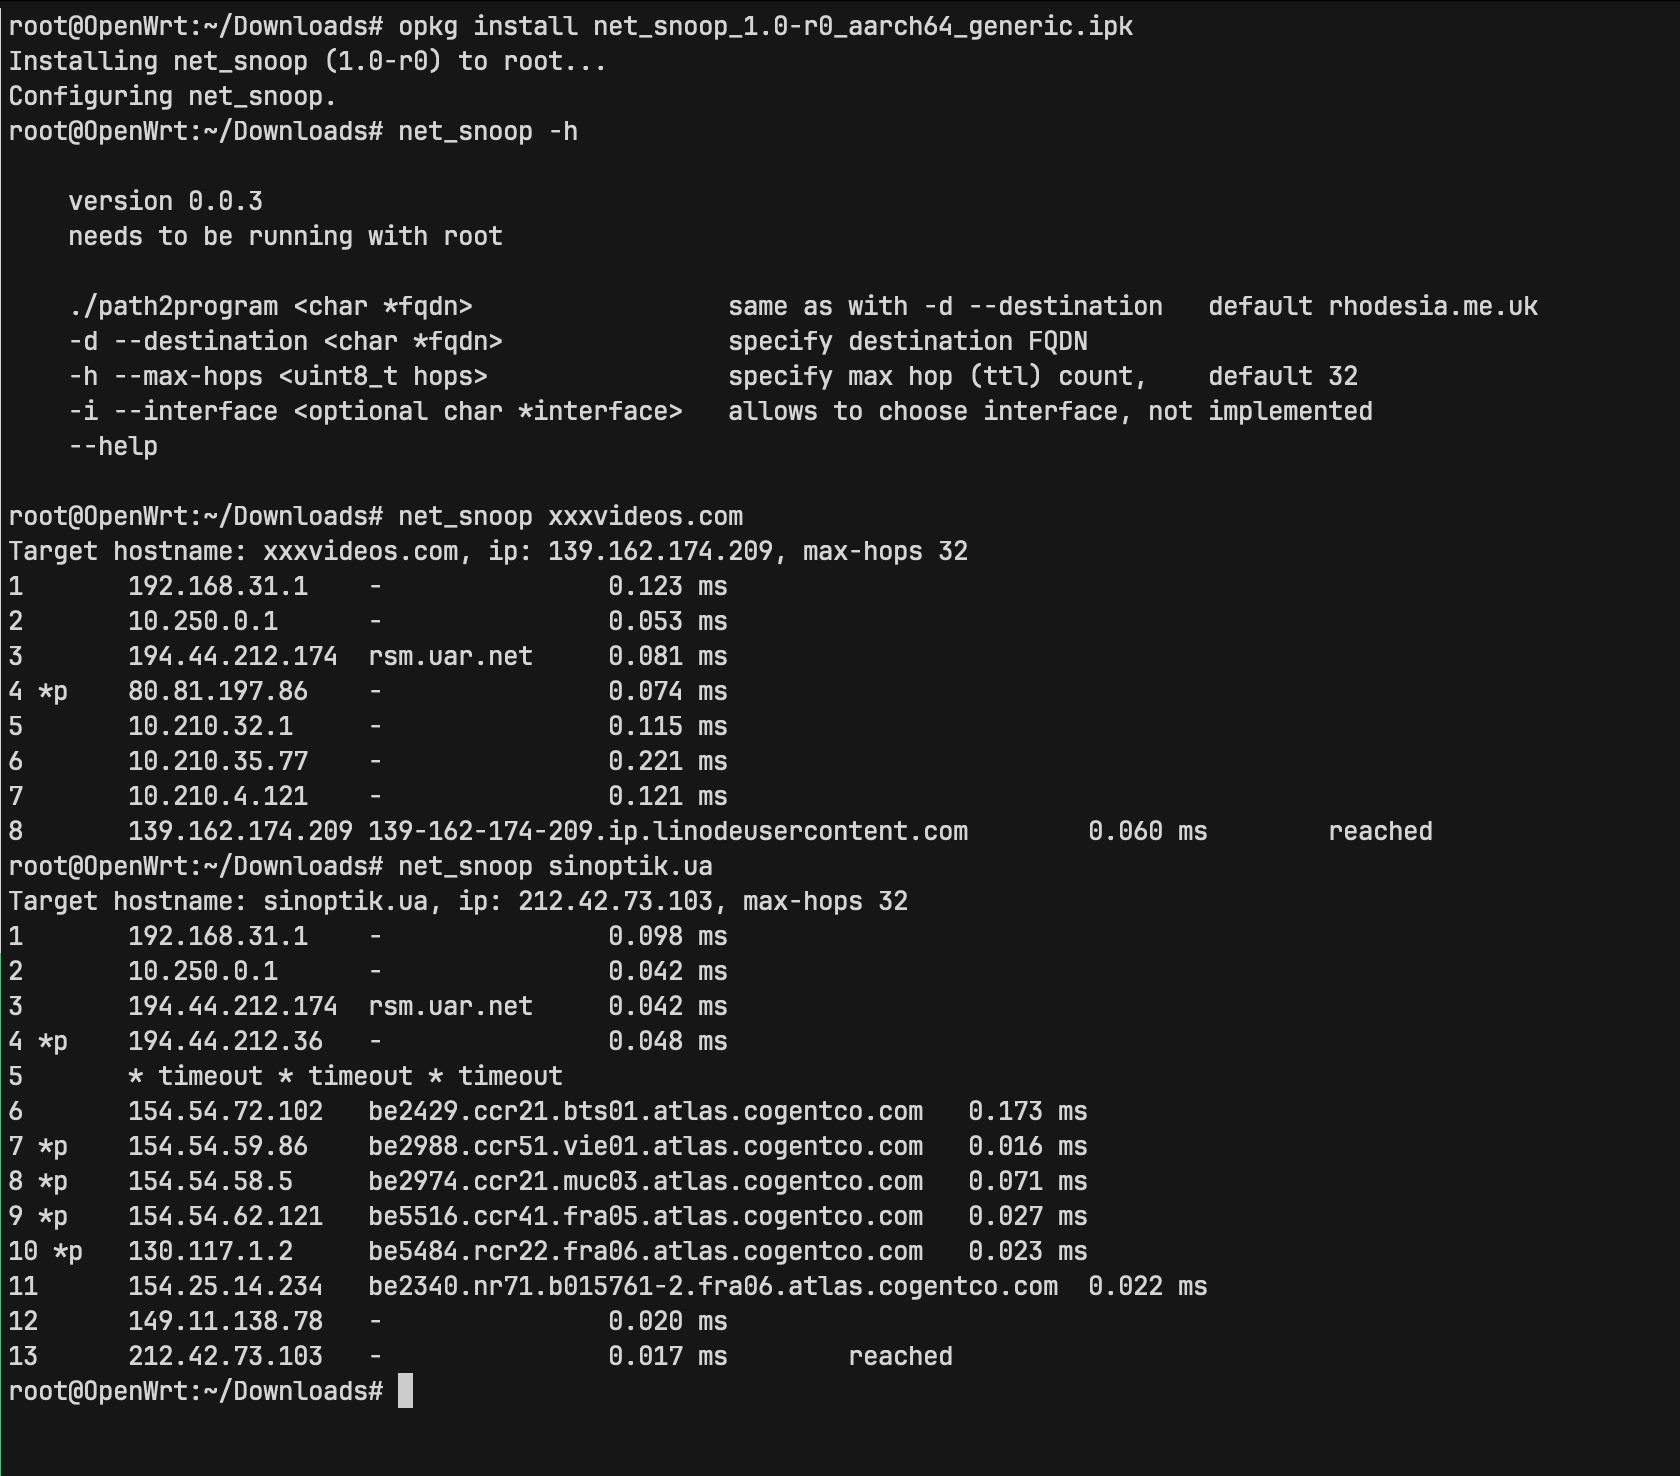 root@OpenWrt:~/Downloads# opkg install net_snoop_1.0-r0_aarch64_generic.ipk
Installing net_snoop (1.0-r0) to root...
Configuring net_snoop.
root@OpenWrt:~/Downloads# net_snoop -h
version 0.0.3
needs to be running with root
./path2program <char *fqdn> same as with -d --destination default rhodesia.me.uk
-d --destination <char *fqdn> specify destination FQDN
-h --max-hops <uint8_t hops> specify max hop (ttl) count, default 32
-i --interface <optional char *interface> allows to choose interface, not implemented
--help
root@OpenWrt:~/Downloads# net_snoop xxxvideos.com
Target hostname: xxxvideos.com, ip: 139.162.174.209, max-hops 32
1 192.168.31.1 - 0.123 ms
2 10.250.0.1 - 0.053 ms
3 194.44.212.174 rsm.uar.net 0.081 ms
4 *p 80.81.197.86 - 0.074 ms
5 10.210.32.1 - 0.115 ms
6 10.210.35.77 - 0.221 ms
7 10.210.4.121 - 0.121 ms
8 139.162.174.209 139-162-174-209.ip.linodeusercontent.com 0.060 ms reached
root@OpenWrt:~/Downloads# net_snoop sinoptik.ua
Target hostname: sinoptik.ua, ip: 212.42.73.103, max-hops 32
1 192.168.31.1 - 0.098 ms
2 10.250.0.1 - 0.042 ms
3 194.44.212.174 rsm.uar.net 0.042 ms
4 *p 194.44.212.36 - 0.048 ms
5 * timeout * timeout * timeout
6 154.54.72.102 be2429.ccr21.bts01.atlas.cogentco.com 0.173 ms
7 *p 154.54.59.86 be2988.ccr51.vie01.atlas.cogentco.com 0.016 ms
8 *p 154.54.58.5 be2974.ccr21.muc03.atlas.cogentco.com 0.071 ms
9 *p 154.54.62.121 be5516.ccr41.fra05.atlas.cogentco.com 0.027 ms
10 *p 130.117.1.2 be5484.rcr22.fra06.atlas.cogentco.com 0.023 ms
11 154.25.14.234 be2340.nr71.b015761-2.fra06.atlas.cogentco.com 0.022 ms
12 149.11.138.78 - 0.020 ms
13 212.42.73.103 - 0.017 ms reached
root@OpenWrt:~/Downloads#